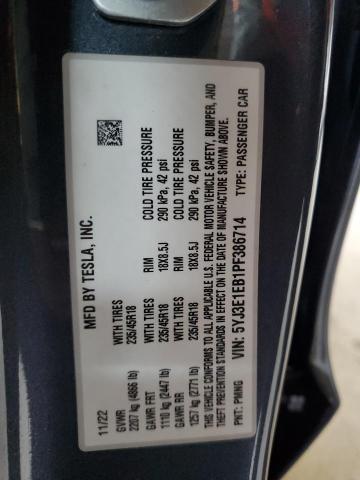 MFD BY TESLA, INC.
11/22
GVWR WITH TIRES RIM COLD TIRE PRESSURE
2207 kg (4866 lb) 235/45R18 18X8.5J 290 kPa, 42 psi
GAWR FRT WITH TIRES RIM COLD TIRE PRESSURE
1110 kg (2447 lb) 235/45R18 18X8.5J 290 kPa, 42 psi
GAWR RR
1257 kg (2771 lb)
THIS VEHICLE CONFORMS TO ALL APPLICABLE U.S. FEDERAL MOTOR VEHICLE SAFETY, BUMPER, AND
THEFT PREVENTION STANDARDS IN EFFECT ON THE DATE OF MANUFACTURE SHOWN ABOVE.
VIN: 5YJ3E1EB1PF386714 TYPE: PASSENGER CAR
PNT: PMNG